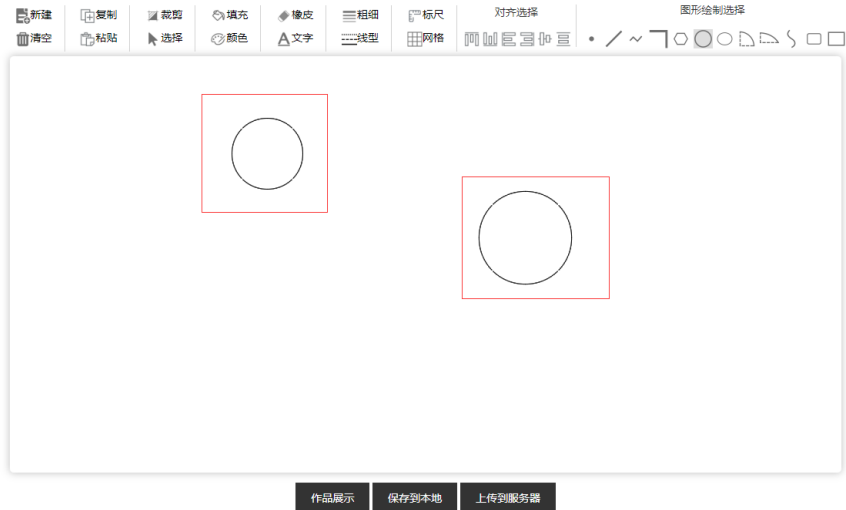 新建 复制 裁剪 填充 橡皮 粗细 标尺 对齐选择 图形绘制选择
清空 粘贴 选择 颜色 文字 线型 网格
作品展示 保存到本地 上传到服务器